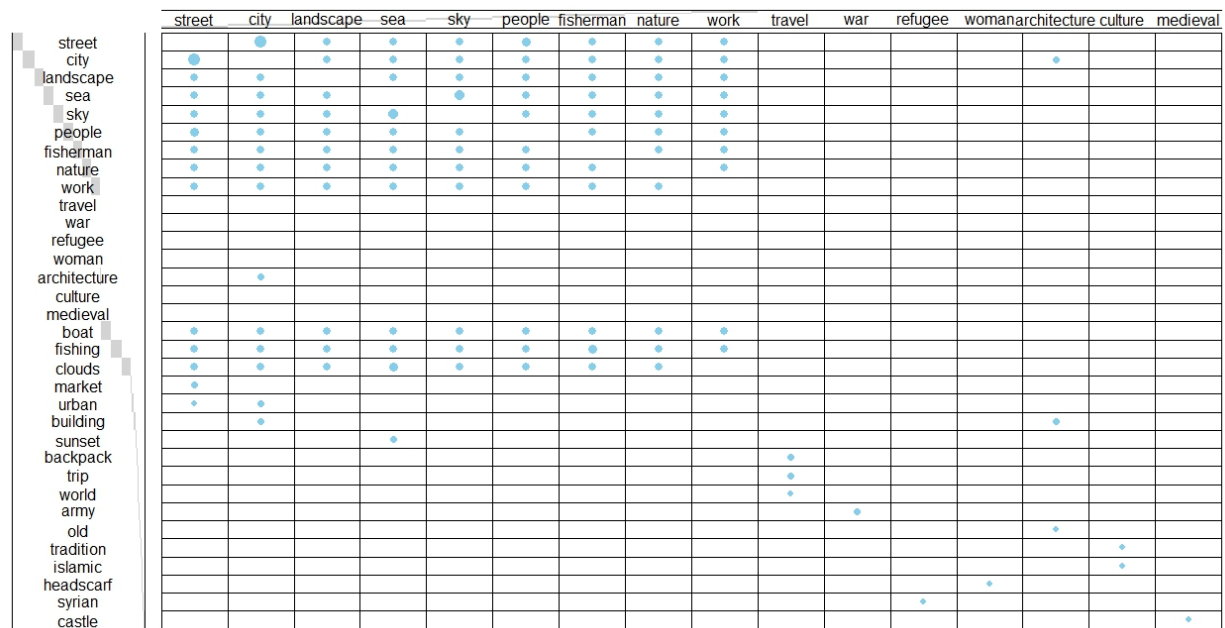 street city landscape sea sky people fisherman nature work travel war refugee woman architecture culture medieval
street
city
landscape
sea
sky
people
fisherman
nature
work
travel
war
refugee
woman
architecture
culture
medieval
boat
fishing
clouds
market
urban
building
sunset
backpack
trip
world
army
old
tradition
islamic
headscarf
syrian
castle